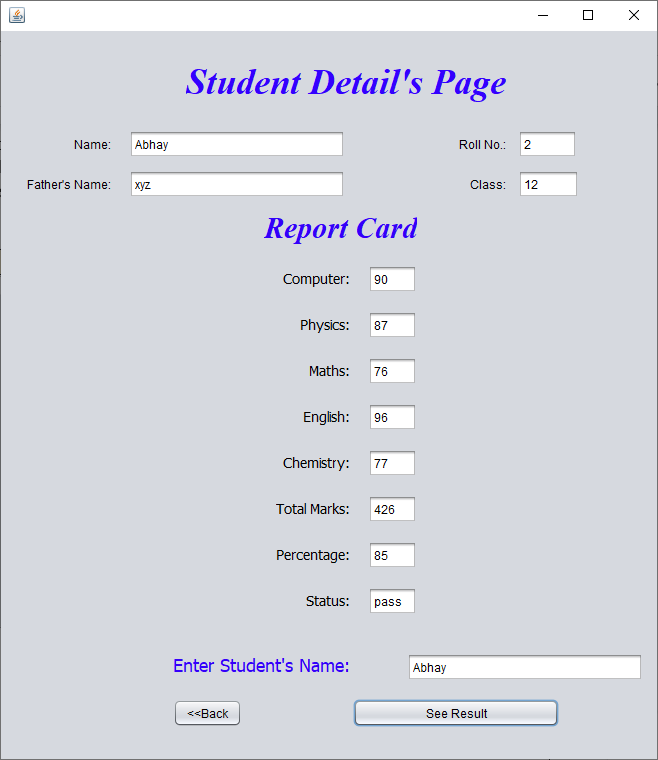 Student Detail's Page
Name: Abhay Roll No.: 2
Father's Name: xyz Class: 12
Report Card
Computer: 90
Physics: 87
Maths: 76
English: 96
Chemistry: 77
Total Marks: 426
Percentage: 85
Status: pass
Enter Student's Name: Abhay
<<Back See Result